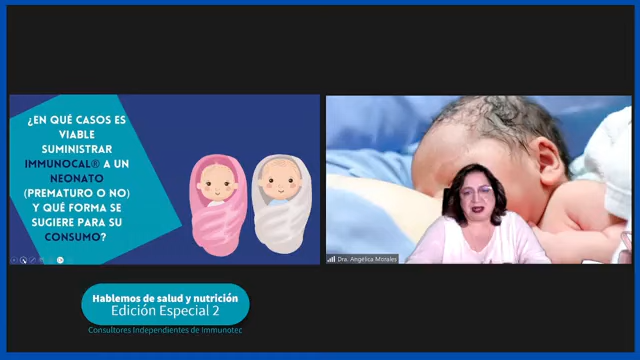 ¿EN QUÉ CASOS ES
VIABLE
SUMINISTRAR
IMMUNOCAL® A UN
NEONATO
(PREMATURO O NO)
Y QUÉ FORMA SE
SUGIERE PARA SU
CONSUMO?
Dra. Angelica Morales
Hablemos de salud y nutrición
Edición Especial 2
Consultores Independientes de Immunotec